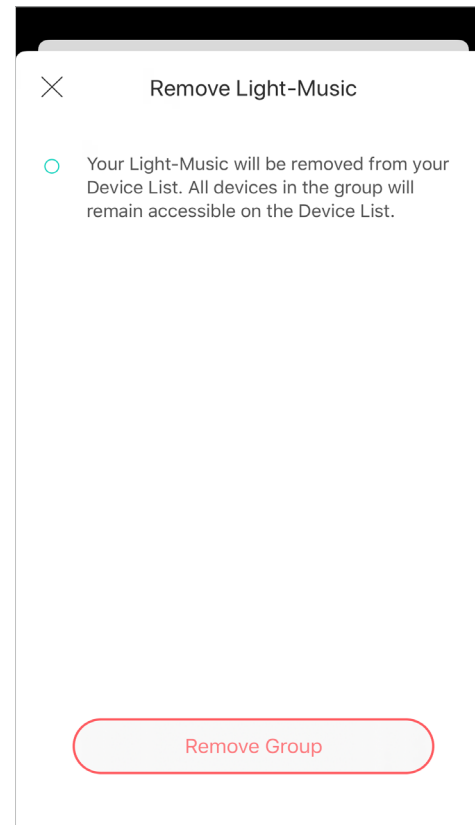 Remove Light-Music
Your Light-Music will be removed from your
Device List. All devices in the group will
remain accessible on the Device List.
Remove Group